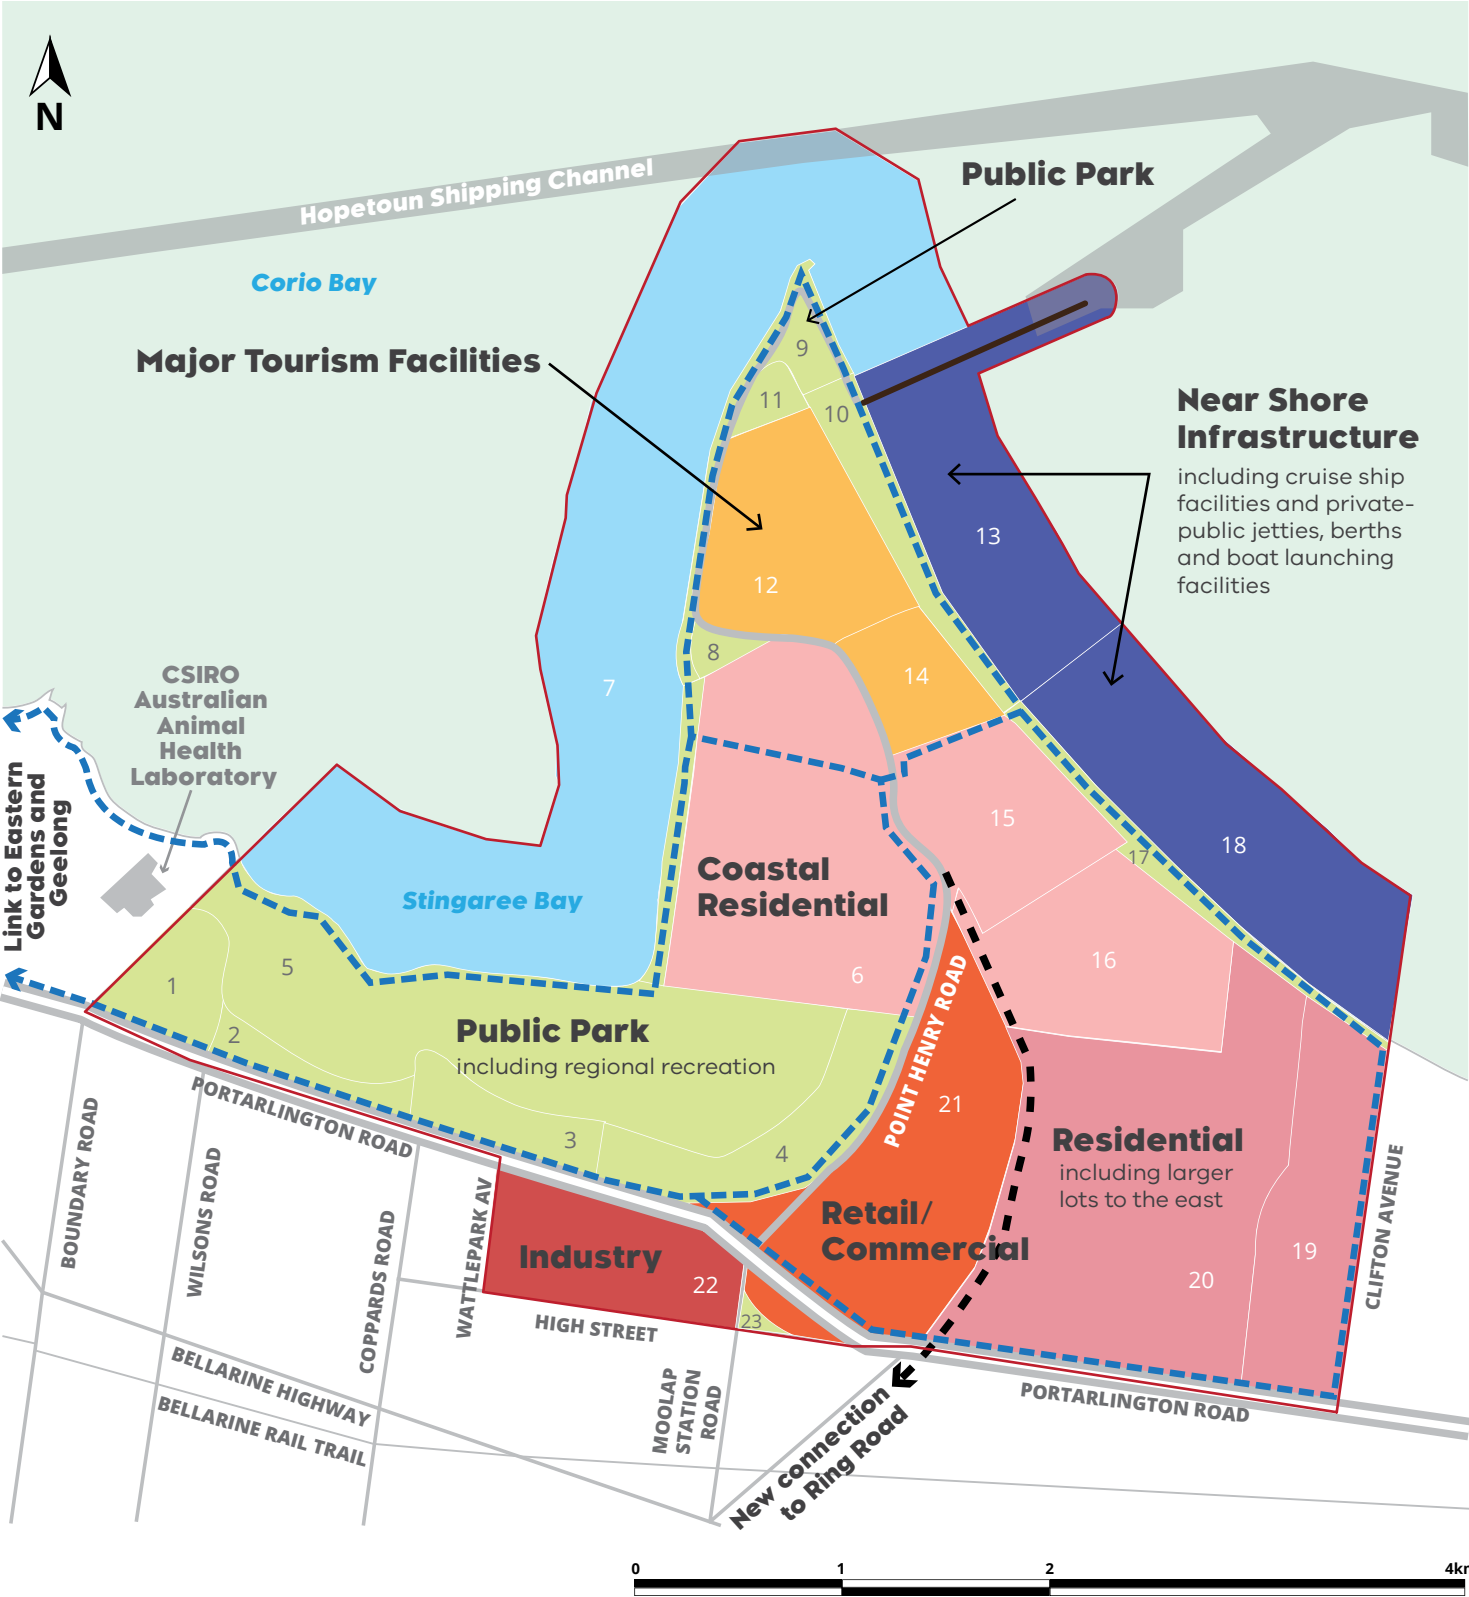 N
Hopetoun Shipping Channel
Public Park
Corio Bay
Major Tourism Facilities
9
11
10
Near Shore
Infrastructure
including cruise ship
facilities and private-
public jetties, berths
and boat launching
facilities
13
12
8
14
7
CSIRO
Australian
Animal
Health
Laboratory
Link to Eastern
Gardens and
Geelong
15
17
18
Coastal
Residential
Stingaree Bay
6
16
5
1
2
Public Park
including regional recreation
POINT HENRY ROAD
21
3
4
Residential
including larger
lots to the east
PORTARLINGTON ROAD
BOUNDARY ROAD
WILSONS ROAD
COPPARDS ROAD
WATTLEPARK AV
CLIFTON AVENUE
Retail/
Commercial
Industry
22
20
19
23
HIGH STREET
BELLARINE HIGHWAY
BELLARINE RAIL TRAIL
MOOLAP
STATION
ROAD
New connection
to Ring Road
PORTARLINGTON ROAD
0
1
2
4km